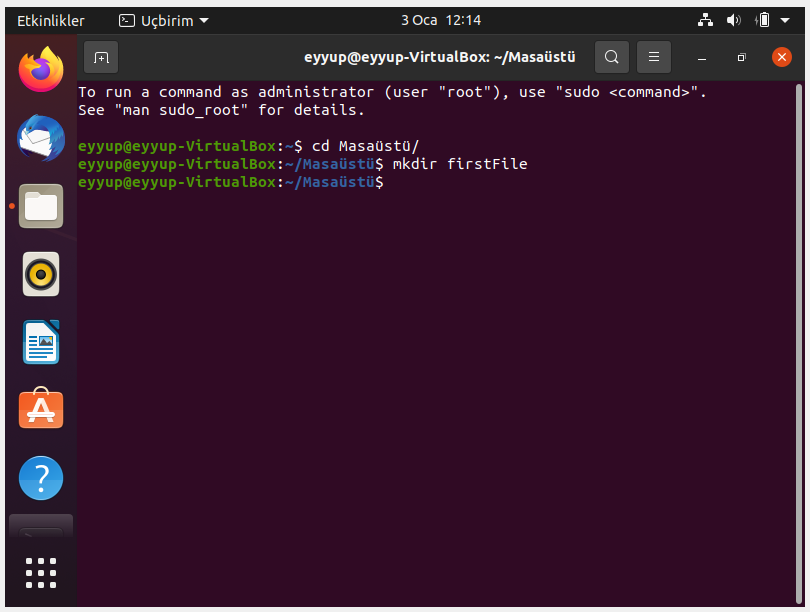 Etkinlikler
Uçbirim
3 Oca 12:14
eyyup@eyyup-VirtualBox: ~/Masaüstü
To run a command as administrator (user "root"), use "sudo <command>".
See "man sudo_root" for details.
eyyup@eyyup-VirtualBox:~$ cd Masaüstü/
eyyup@eyyup-VirtualBox:~/Masaüstü$ mkdir firstFile
eyyup@eyyup-VirtualBox:~/Masaüstü$